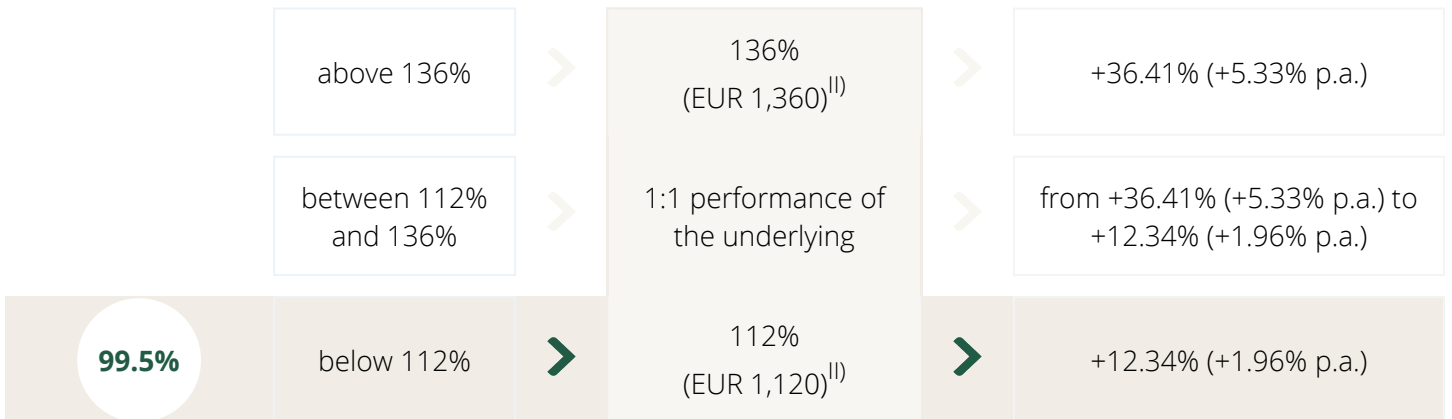 above 136%
136%
(EUR 1,360)II)
+36.41% (+5.33% p.a.)
between 112%
and 136%
1:1 performance of
the underlying
from +36.41% (+5.33% p.a.) to
+12.34% (+1.96% p.a.)
99.5%
below 112%
112%
(EUR 1,120)II)
+12.34% (+1.96% p.a.)